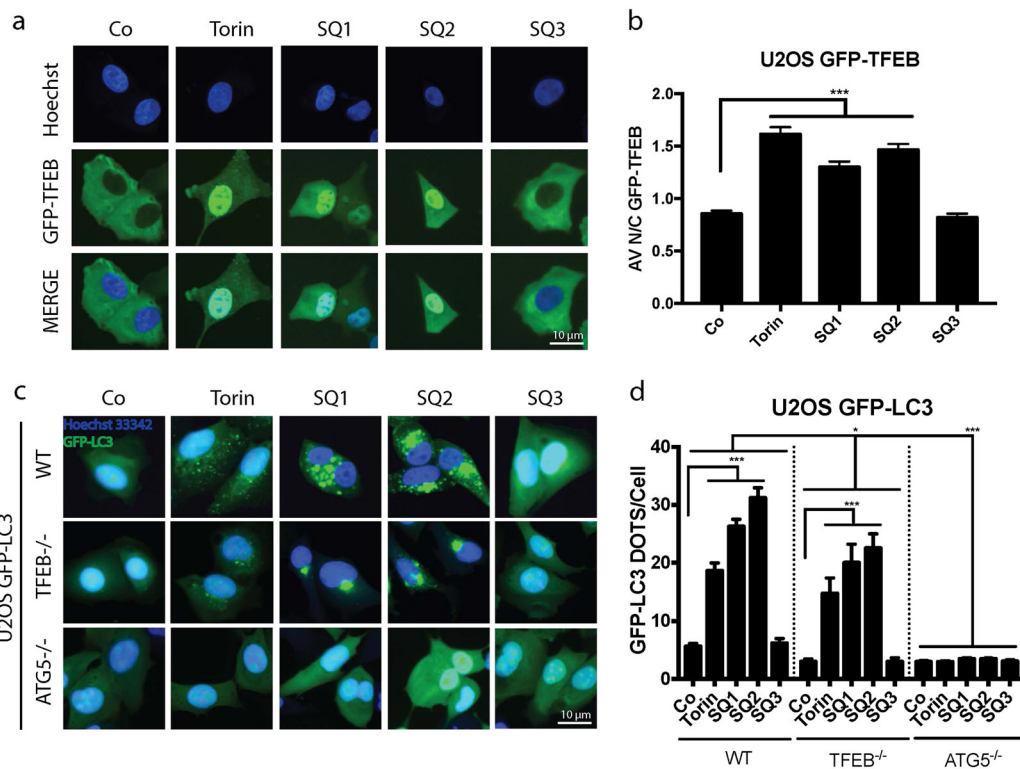 a
Co Torin SQ1 SQ2 SQ3
Hoechst
GFP-TFEB
MERGE
10 µm
b
U2OS GFP-TFEB
AV N/C GFP-TFEB
2.0
1.5
1.0
0.5
0.0
***
Co Torin SQ1 SQ2 SQ3
c
Co Torin SQ1 SQ2 SQ3
U2OS GFP-LC3
Hoechst 33342
GFP-LC3
WT
TFEB-/-
ATG5-/-
10 µm
d
U2OS GFP-LC3
GFP-LC3 DOTS/Cell
40
30
20
10
0
* ***
***
***
Co Torin SQ1 SQ2 SQ3 Co Torin SQ1 SQ2 SQ3 Co Torin SQ1 SQ2 SQ3
WT TFEB-/- ATG5-/-